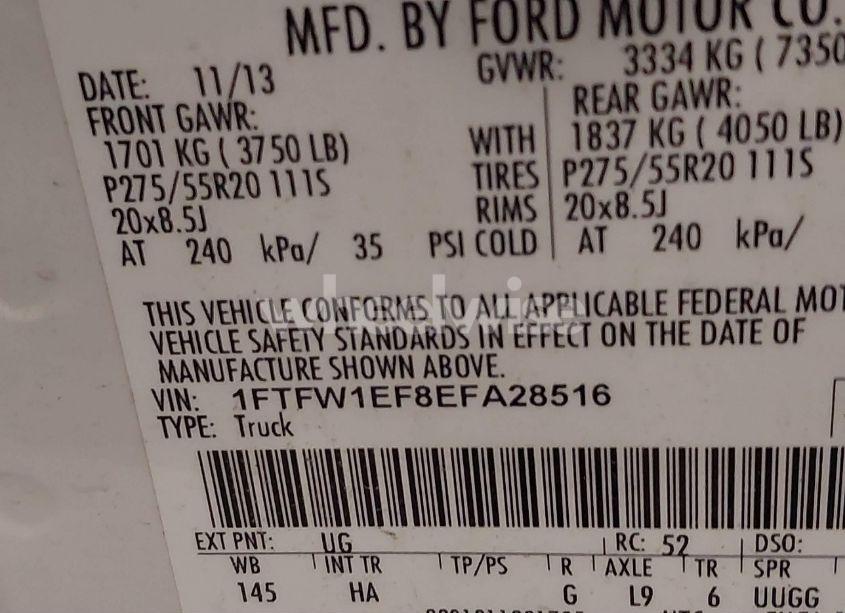 MFD. BY FORD MOTOR CO.
DATE: 11/13 GVWR: 3334 KG ( 7350
FRONT GAWR: REAR GAWR:
1701 KG ( 3750 LB) WITH 1837 KG ( 4050 LB)
P275/55R20 111S TIRES P275/55R20 111S
20x8.5J RIMS 20x8.5J
AT 240 kPa/ 35 PSI COLD AT 240 kPa/
THIS VEHICLE CONFORMS TO ALL APPLICABLE FEDERAL MOT
VEHICLE SAFETY STANDARDS IN EFFECT ON THE DATE OF
MANUFACTURE SHOWN ABOVE.
VIN: 1FTFW1EF8EFA28516
TYPE: Truck
EXT PNT: UG RC: 52 DSO:
WB INT TR TP/PS R AXLE TR SPR
145 HA G L9 6 UUGG